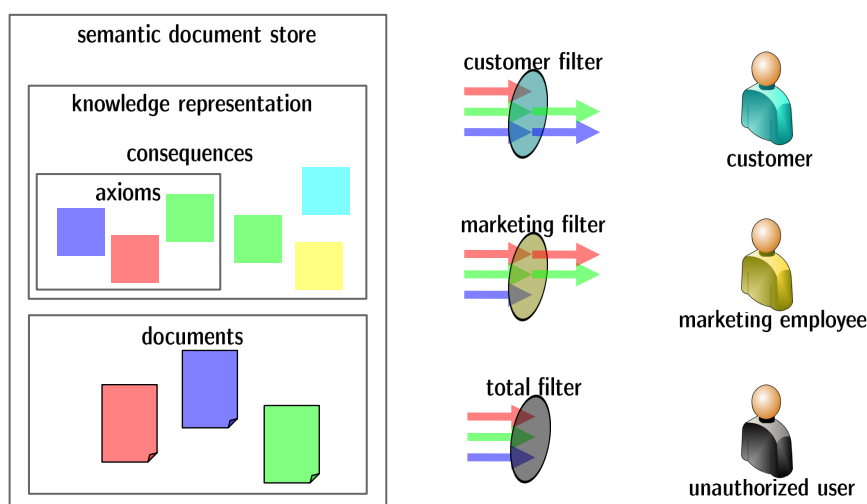 semantic document store
knowledge representation
consequences
axioms
documents
customer filter
customer
marketing filter
marketing employee
total filter
unauthorized user